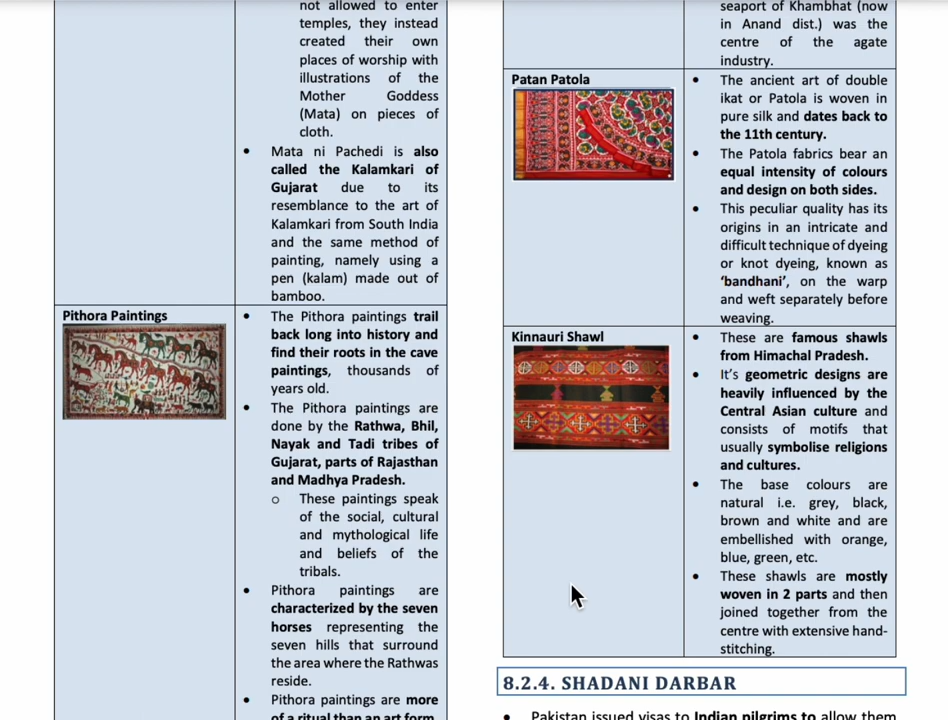 not allowed to enter
temples, they instead
created their own
places of worship with
illustrations of the
Mother Goddess
(Mata) on pieces of
cloth.
• Mata ni Pachedi is also
called the Kalamkari of
Gujarat due to its
resemblance to the art of
Kalamkari from South India
and the same method of
painting, namely using a
pen (kalam) made out of
bamboo.
Pithora Paintings
• The Pithora paintings trail
back long into history and
find their roots in the cave
paintings, thousands of
years old.
• The Pithora paintings are
done by the Rathwa, Bhil,
Nayak and Tadi tribes of
Gujarat, parts of Rajasthan
and Madhya Pradesh.
o These paintings speak
of the social, cultural
and mythological life
and beliefs of the
tribals.
• Pithora paintings are
characterized by the seven
horses representing the
seven hills that surround
the area where the Rathwas
reside.
• Pithora paintings are more
of a ritual than an art form.
seaport of Khambhat (now
in Anand dist.) was the
centre of the agate
industry.
Patan Patola
• The ancient art of double
ikat or Patola is woven in
pure silk and dates back to
the 11th century.
• The Patola fabrics bear an
equal intensity of colours
and design on both sides.
• This peculiar quality has its
origins in an intricate and
difficult technique of dyeing
or knot dyeing, known as
‘bandhani’, on the warp
and weft separately before
weaving.
Kinnauri Shawl
• These are famous shawls
from Himachal Pradesh.
• It’s geometric designs are
heavily influenced by the
Central Asian culture and
consists of motifs that
usually symbolise religions
and cultures.
• The base colours are
natural i.e. grey, black,
brown and white and are
embellished with orange,
blue, green, etc.
• These shawls are mostly
woven in 2 parts and then
joined together from the
centre with extensive hand-
stitching.
8.2.4. SHADANI DARBAR
• Pakistan issued visas to Indian pilgrims to allow them